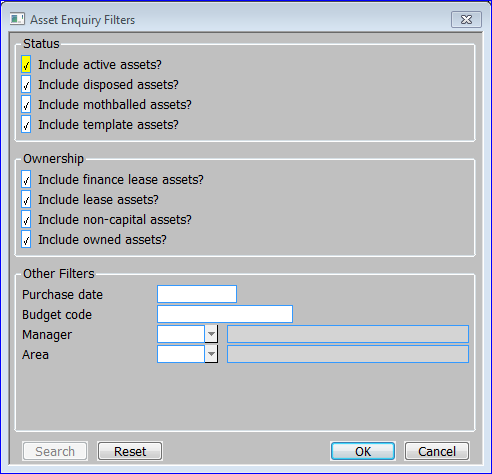 Asset Enquiry Filters
Status
Include active assets?
Include disposed assets?
Include mothballed assets?
Include template assets?
Ownership
Include finance lease assets?
Include lease assets?
Include non-capital assets?
Include owned assets?
Other Filters
Purchase date
Budget code
Manager
Area
Search Reset OK Cancel